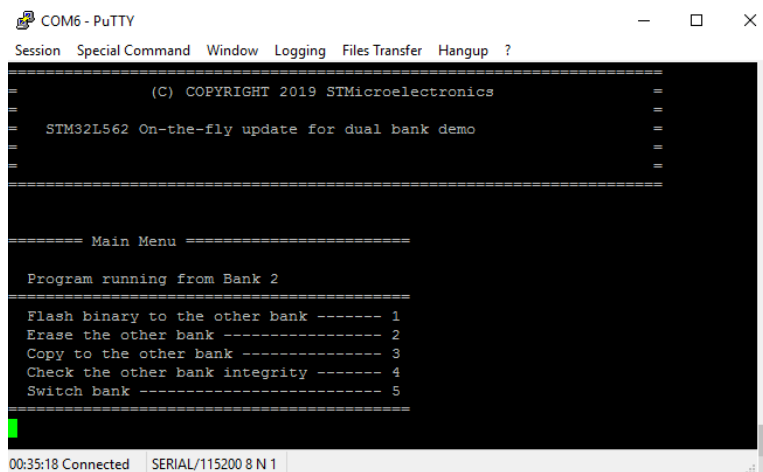 COM6 - PuTTY
Session Special Command Window Logging Files Transfer Hangup ?
======================================================================
= (C) COPYRIGHT 2019 STMicroelectronics =
= =
= STM32L562 On-the-fly update for dual bank demo =
= =
= =
======================================================================
======== Main Menu ========================
Program running from Bank 2
===========================================
Flash binary to the other bank ------- 1
Erase the other bank ----------------- 2
Copy to the other bank --------------- 3
Check the other bank integrity ------- 4
Switch bank -------------------------- 5
===========================================
00:35:18 Connected SERIAL/115200 8 N 1